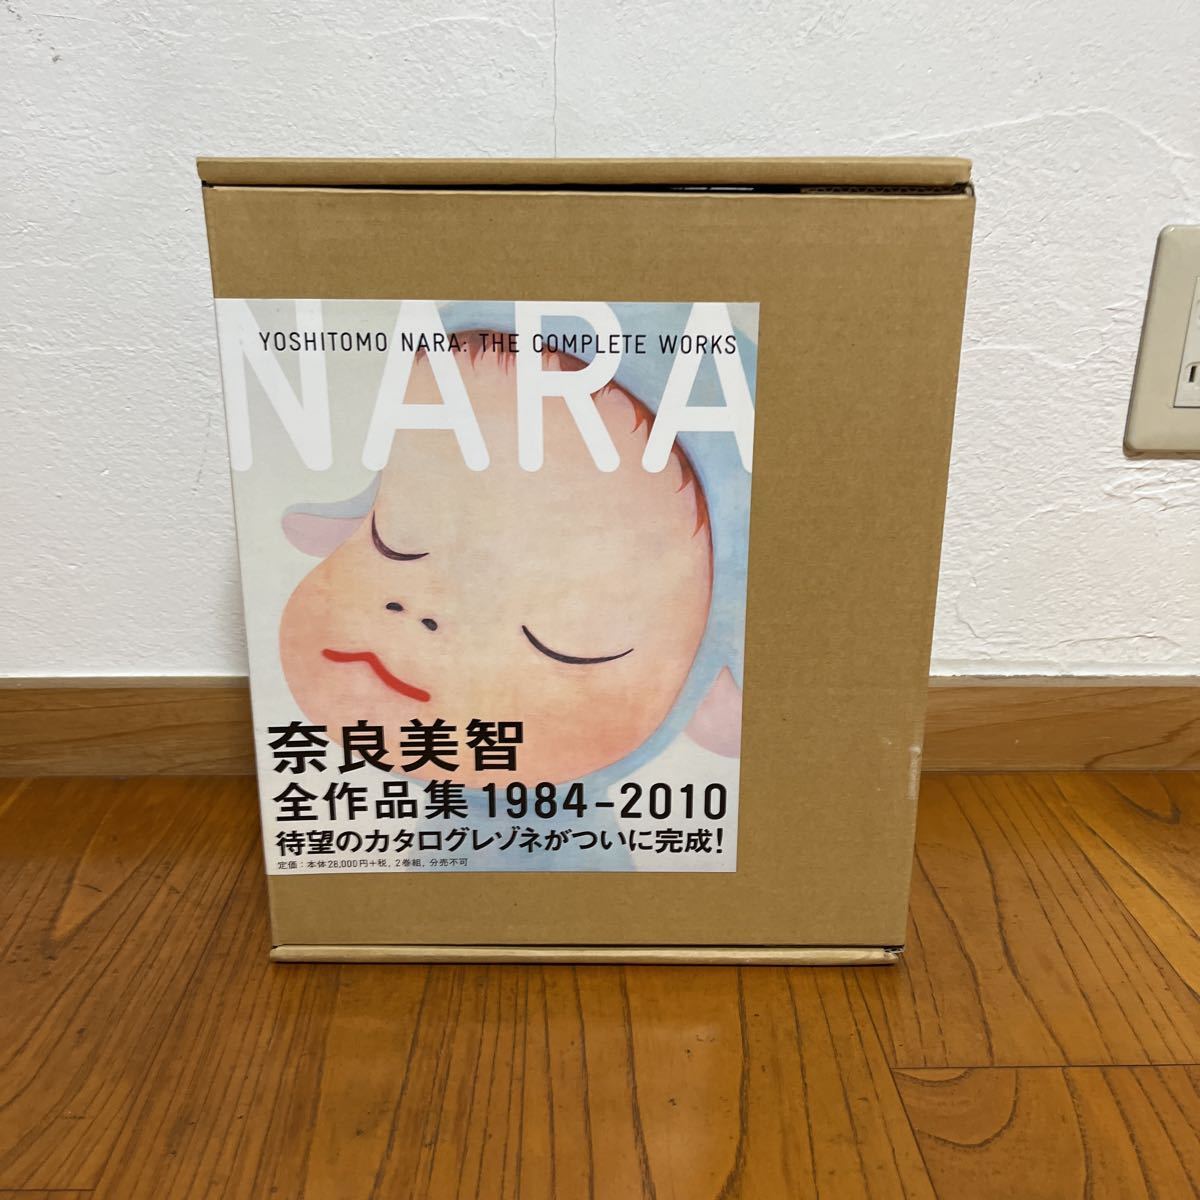 NARA
YOSHITOMO NARA: THE COMPLETE WORKS
奈良美智
全作品集 1984-2010
待望のカタログレゾネがついに完成!
定価:本体28,000円+税, 2巻組, 分売不可